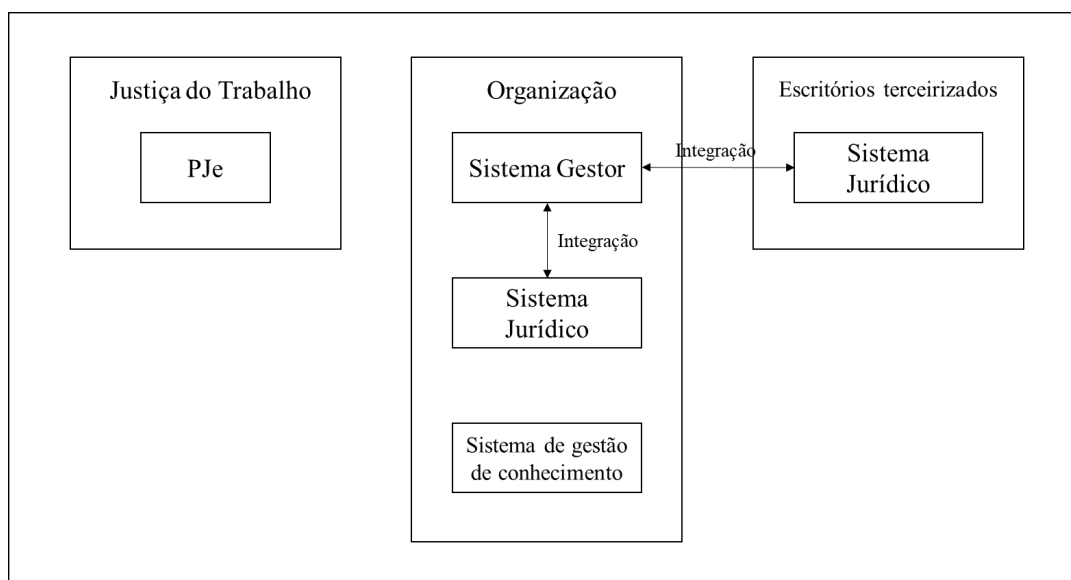 Justiça do Trabalho
PJe
Organização
Sistema Gestor
Integração
Sistema
Jurídico
Sistema de gestão
de conhecimento
Integração
Escritórios terceirizados
Sistema
Jurídico